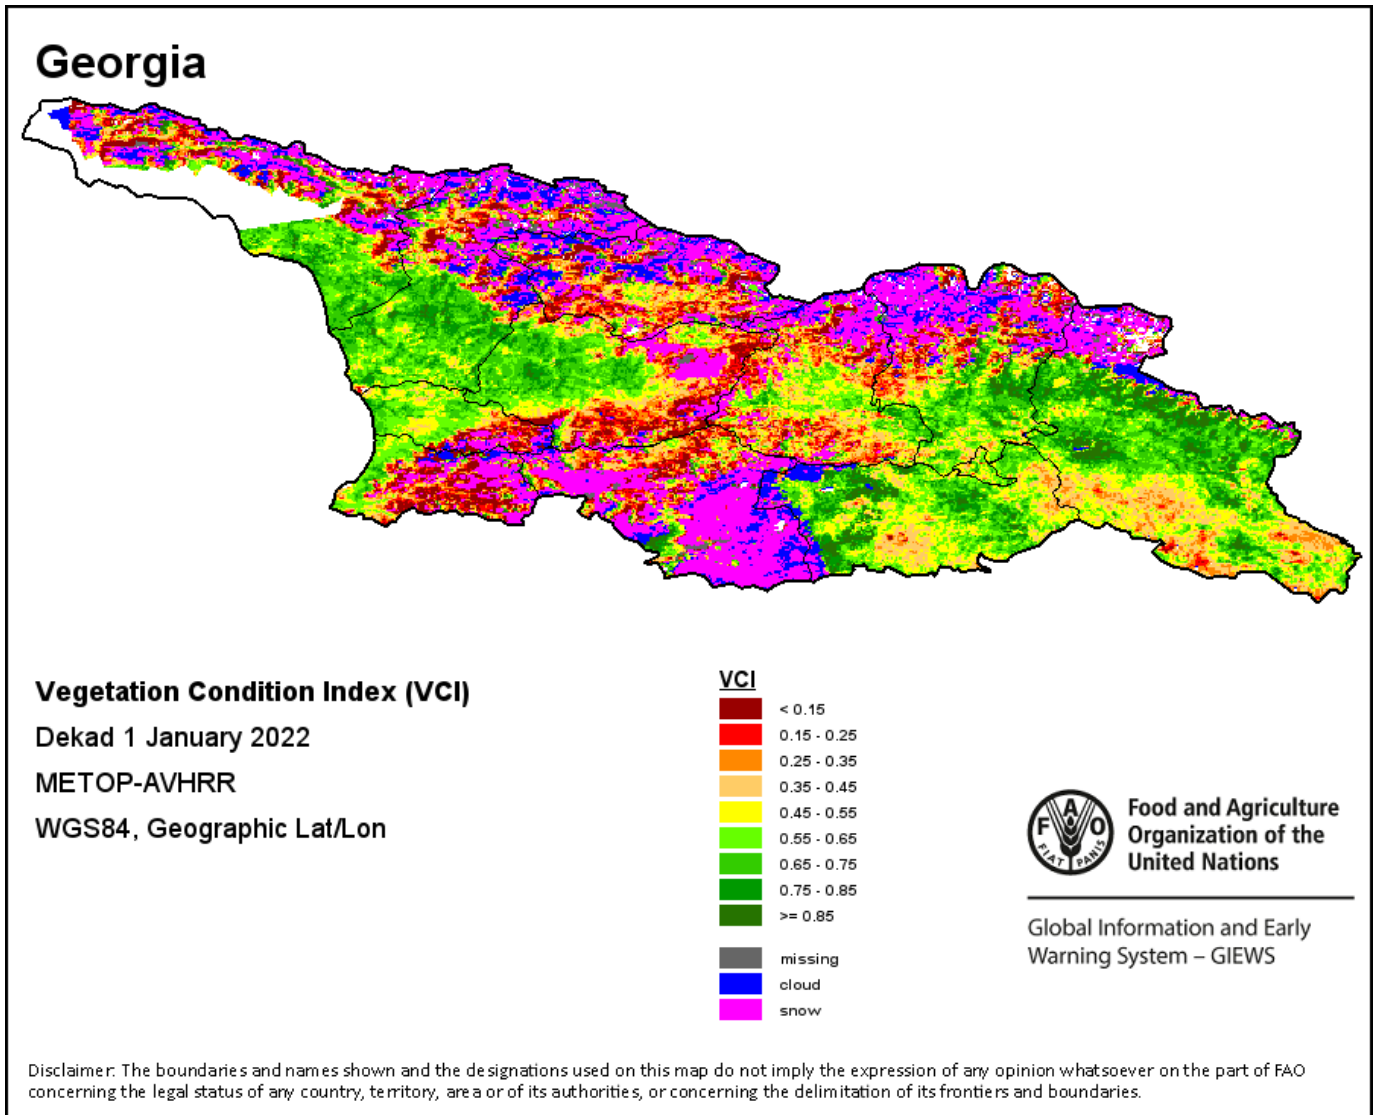 Georgia
Vegetation Condition Index (VCI)
Dekad 1 January 2022
METOP-AVHRR
WGS84, Geographic Lat/Lon
VCI
< 0.15
0.15 - 0.25
0.25 - 0.35
0.35 - 0.45
0.45 - 0.55
0.55 - 0.65
0.65 - 0.75
0.75 - 0.85
>= 0.85
missing
cloud
snow
F A O
FIAT PANIS
Food and Agriculture
Organization of the
United Nations
Global Information and Early
Warning System – GIEWS
Disclaimer: The boundaries and names shown and the designations used on this map do not imply the expression of any opinion whatsoever on the part of FAO
concerning the legal status of any country, territory, area or of its authorities, or concerning the delimitation of its frontiers and boundaries.